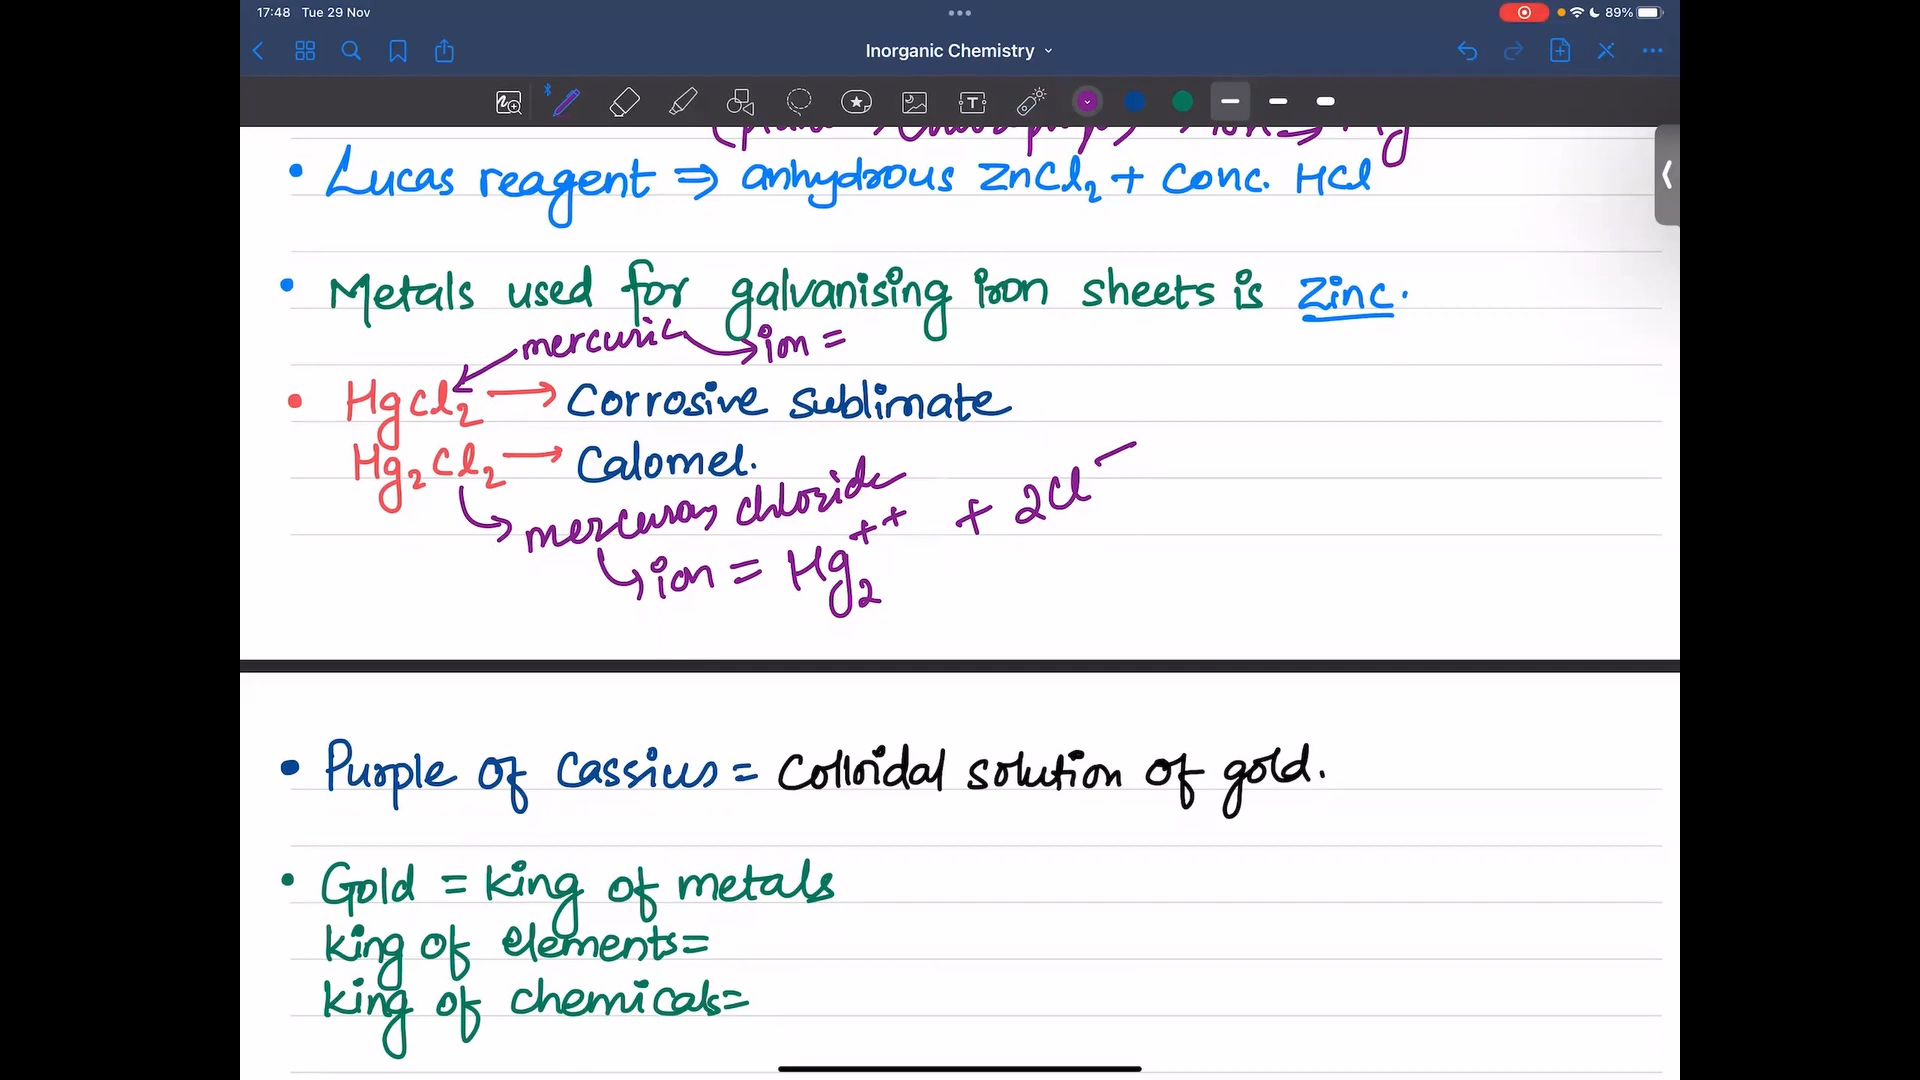 17:48 Tue 29 Nov
89%
Inorganic Chemistry
• Lucas reagent ⇒ anhydrous ZnCl₂ + Conc. HCl
• Metals used for galvanising iron sheets is Zinc.
mercuric → ion =
• HgCl₂ → Corrosive sublimate
Hg₂Cl₂ → Calomel.
→ mercurous chloride
→ ion = Hg₂⁺⁺ + 2Cl⁻
• Purple of Cassius = Colloidal solution of gold.
• Gold = King of metals
King of elements=
King of chemicals=